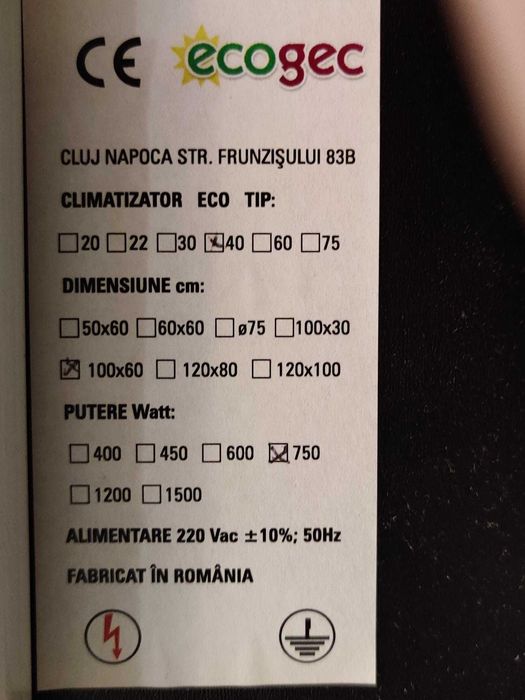 CE ecogec
CLUJ NAPOCA STR. FRUNZIŞULUI 83B
CLIMATIZATOR ECO TIP:
☐20 ☐22 ☐30 ☒40 ☐60 ☐75
DIMENSIUNE cm:
☐50x60 ☐60x60 ☐ø75 ☐100x30
☒ 100x60 ☐ 120x80 ☐ 120x100
PUTERE Watt:
☐400 ☐450 ☐600 ☒750
☐1200 ☐1500
ALIMENTARE 220 Vac ±10%; 50Hz
FABRICAT ÎN ROMÂNIA